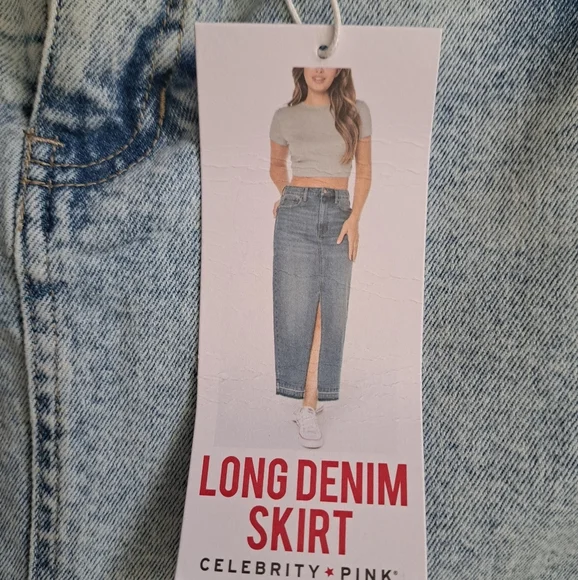 LONG DENIM
SKIRT
CELEBRITY ★ PINK®